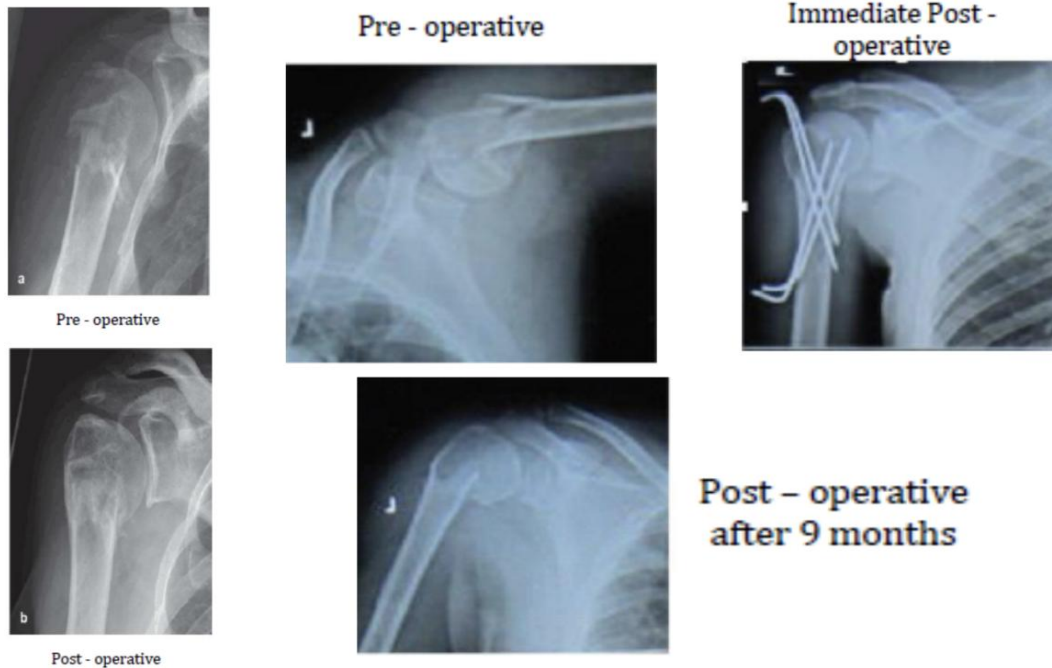 Pre - operative
Immediate Post -
operative
a
Pre - operative
b
Post - operative
Post – operative
after 9 months